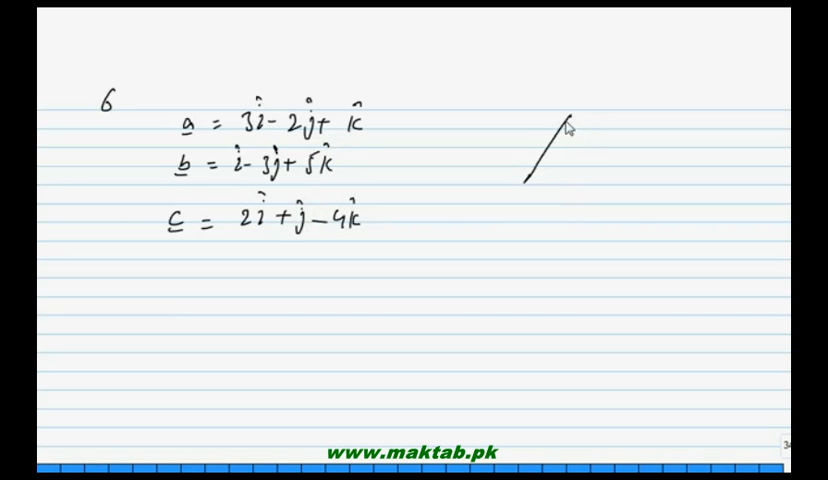 6
a = 3î - 2ĵ + k̂
b = î - 3ĵ + 5k̂
c = 2î + ĵ - 4k̂
www.maktab.pk